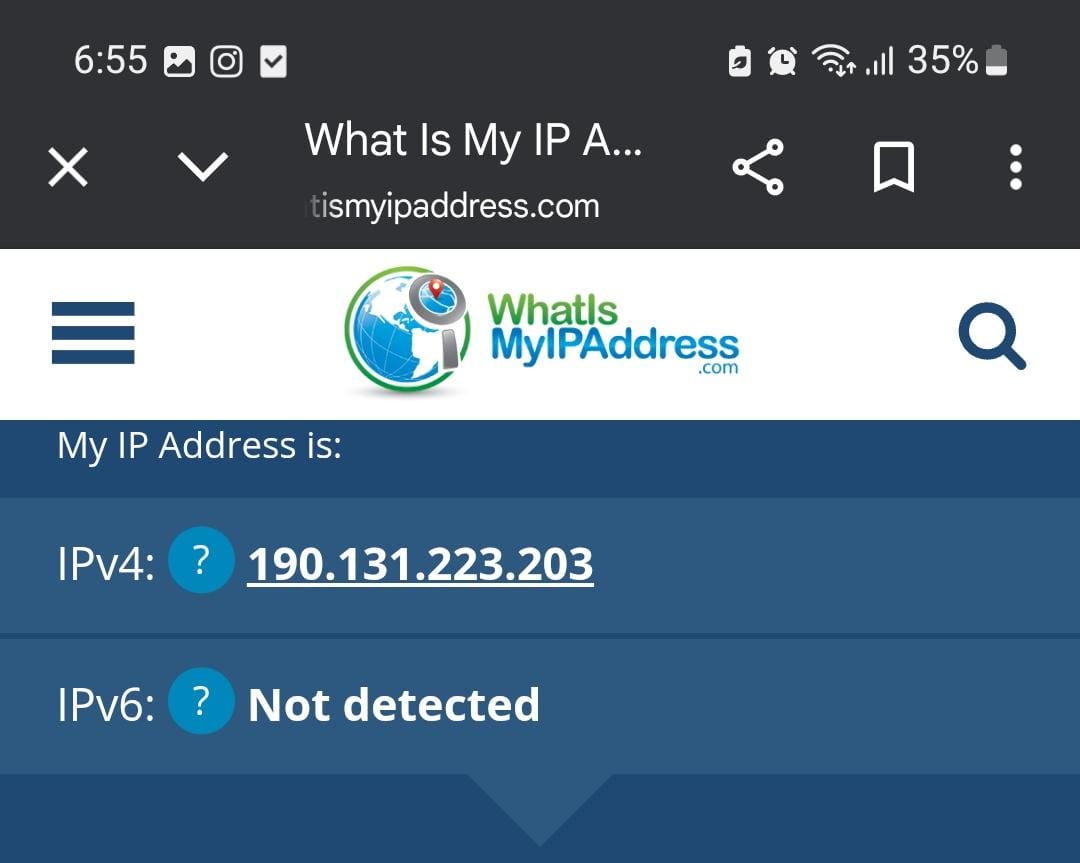 6:55 35%
What Is My IP A...
tismyipaddress.com
WhatIs
MyIPAddress
.com
My IP Address is:
IPv4: ? 190.131.223.203
IPv6: ? Not detected